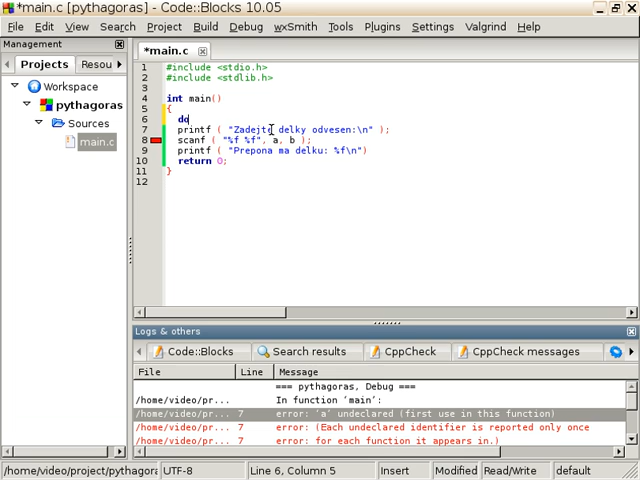 *main.c [pythagoras] - Code::Blocks 10.05
File Edit View Search Project Build Debug wxSmith Tools Plugins Settings Valgrind Help
Management
Projects Resou
Workspace
pythagoras
Sources
main.c
*main.c
1 #include <stdio.h>
2 #include <stdlib.h>
3
4 int main()
5 {
6 do
7 printf ( "Zadejte delky odvesen:\n" );
8 scanf ( "%f %f", a, b );
9 printf ( "Prepona ma delku: %f\n")
10 return 0;
11 }
12
Logs & others
Code::Blocks Search results CppCheck CppCheck messages
File Line Message
=== pythagoras, Debug ===
/home/video/pr... In function ‘main’:
/home/video/pr... 7 error: ‘a’ undeclared (first use in this function)
/home/video/pr... 7 error: (Each undeclared identifier is reported only once
/home/video/pr... 7 error: for each function it appears in.)
/home/video/project/pythagora UTF-8 Line 6, Column 5 Insert Modified Read/Write default